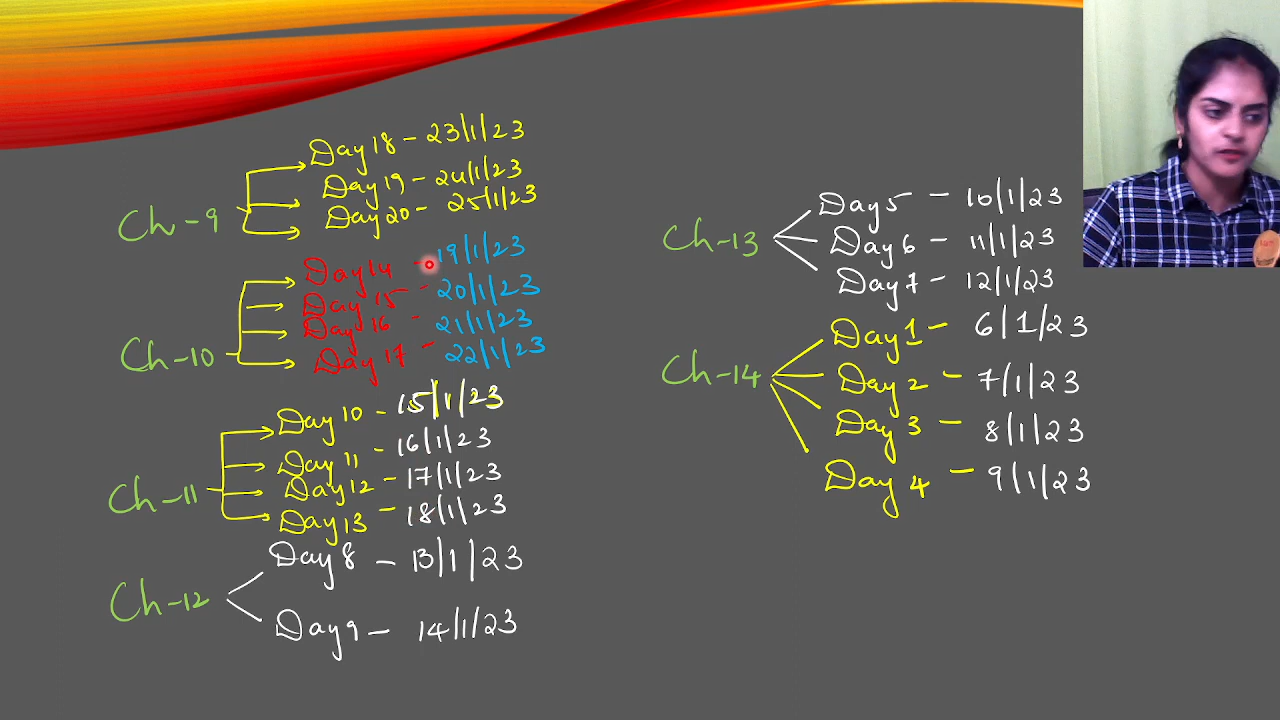 Ch-9
Day 18 - 23/1/23
Day 19 - 24/1/23
Day 20 - 25/1/23
Ch-10
Day 14 - 19/1/23
Day 15 - 20/1/23
Day 16 - 21/1/23
Day 17 - 22/1/23
Ch-11
Day 10 - 15/1/23
Day 11 - 16/1/23
Day 12 - 17/1/23
Day 13 - 18/1/23
Ch-12
Day 8 - 13/1/23
Day 9 - 14/1/23
Ch-13
Day 5 - 10/1/23
Day 6 - 11/1/23
Day 7 - 12/1/23
Ch-14
Day 1 - 6/1/23
Day 2 - 7/1/23
Day 3 - 8/1/23
Day 4 - 9/1/23